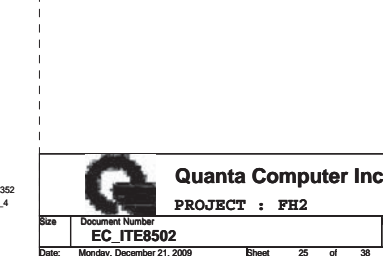 352
_4
Quanta Computer Inc
PROJECT : FH2
Size Document Number
EC_ITE8502
Date: Monday, December 21, 2009 Sheet 25 of 38